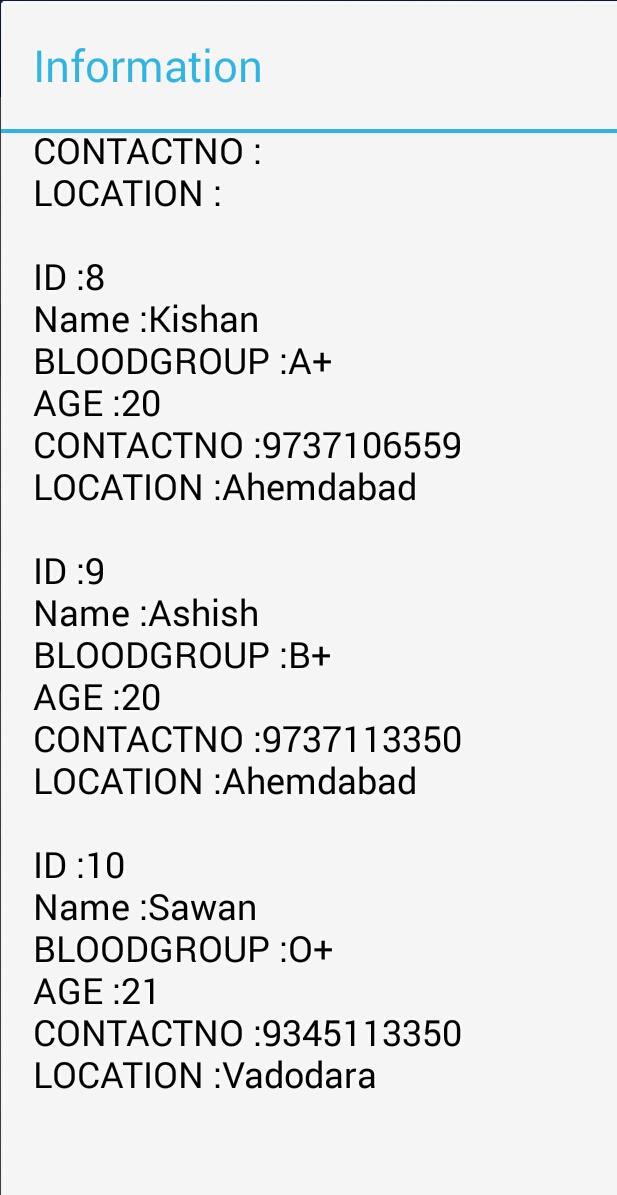 Information
CONTACTNO :
LOCATION :
ID :8
Name :Kishan
BLOODGROUP :A+
AGE :20
CONTACTNO :9737106559
LOCATION :Ahemdabad
ID :9
Name :Ashish
BLOODGROUP :B+
AGE :20
CONTACTNO :9737113350
LOCATION :Ahemdabad
ID :10
Name :Sawan
BLOODGROUP :O+
AGE :21
CONTACTNO :9345113350
LOCATION :Vadodara